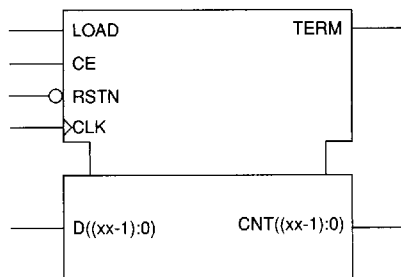 LOAD
TERM
CE
RSTN
CLK
D((xx-1):0)
CNT((xx-1):0)